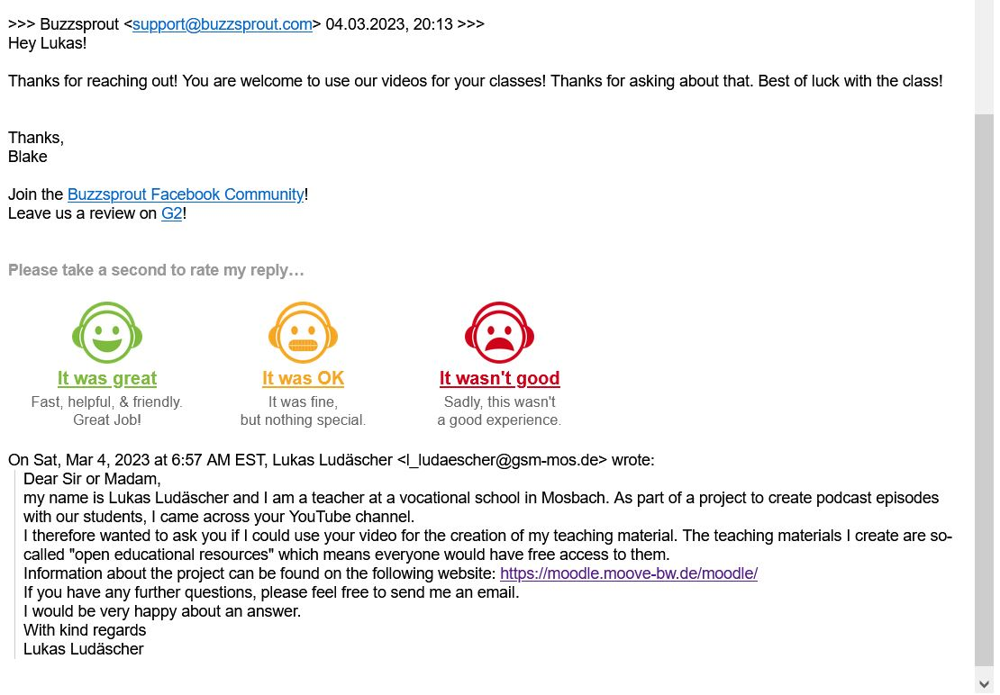 >>> Buzzsprout <support@buzzsprout.com> 04.03.2023, 20:13 >>>
Hey Lukas!
Thanks for reaching out! You are welcome to use our videos for your classes! Thanks for asking about that. Best of luck with the class!
Thanks,
Blake
Join the Buzzsprout Facebook Community!
Leave us a review on G2!
Please take a second to rate my reply…
It was great It was OK It wasn't good
Fast, helpful, & friendly. It was fine, Sadly, this wasn't
Great Job! but nothing special. a good experience.
On Sat, Mar 4, 2023 at 6:57 AM EST, Lukas Ludäscher <l_ludaescher@gsm-mos.de> wrote:
Dear Sir or Madam,
my name is Lukas Ludäscher and I am a teacher at a vocational school in Mosbach. As part of a project to create podcast episodes
with our students, I came across your YouTube channel.
I therefore wanted to ask you if I could use your video for the creation of my teaching material. The teaching materials I create are so-
called "open educational resources" which means everyone would have free access to them.
Information about the project can be found on the following website: https://moodle.moove-bw.de/moodle/
If you have any further questions, please feel free to send me an email.
I would be very happy about an answer.
With kind regards
Lukas Ludäscher